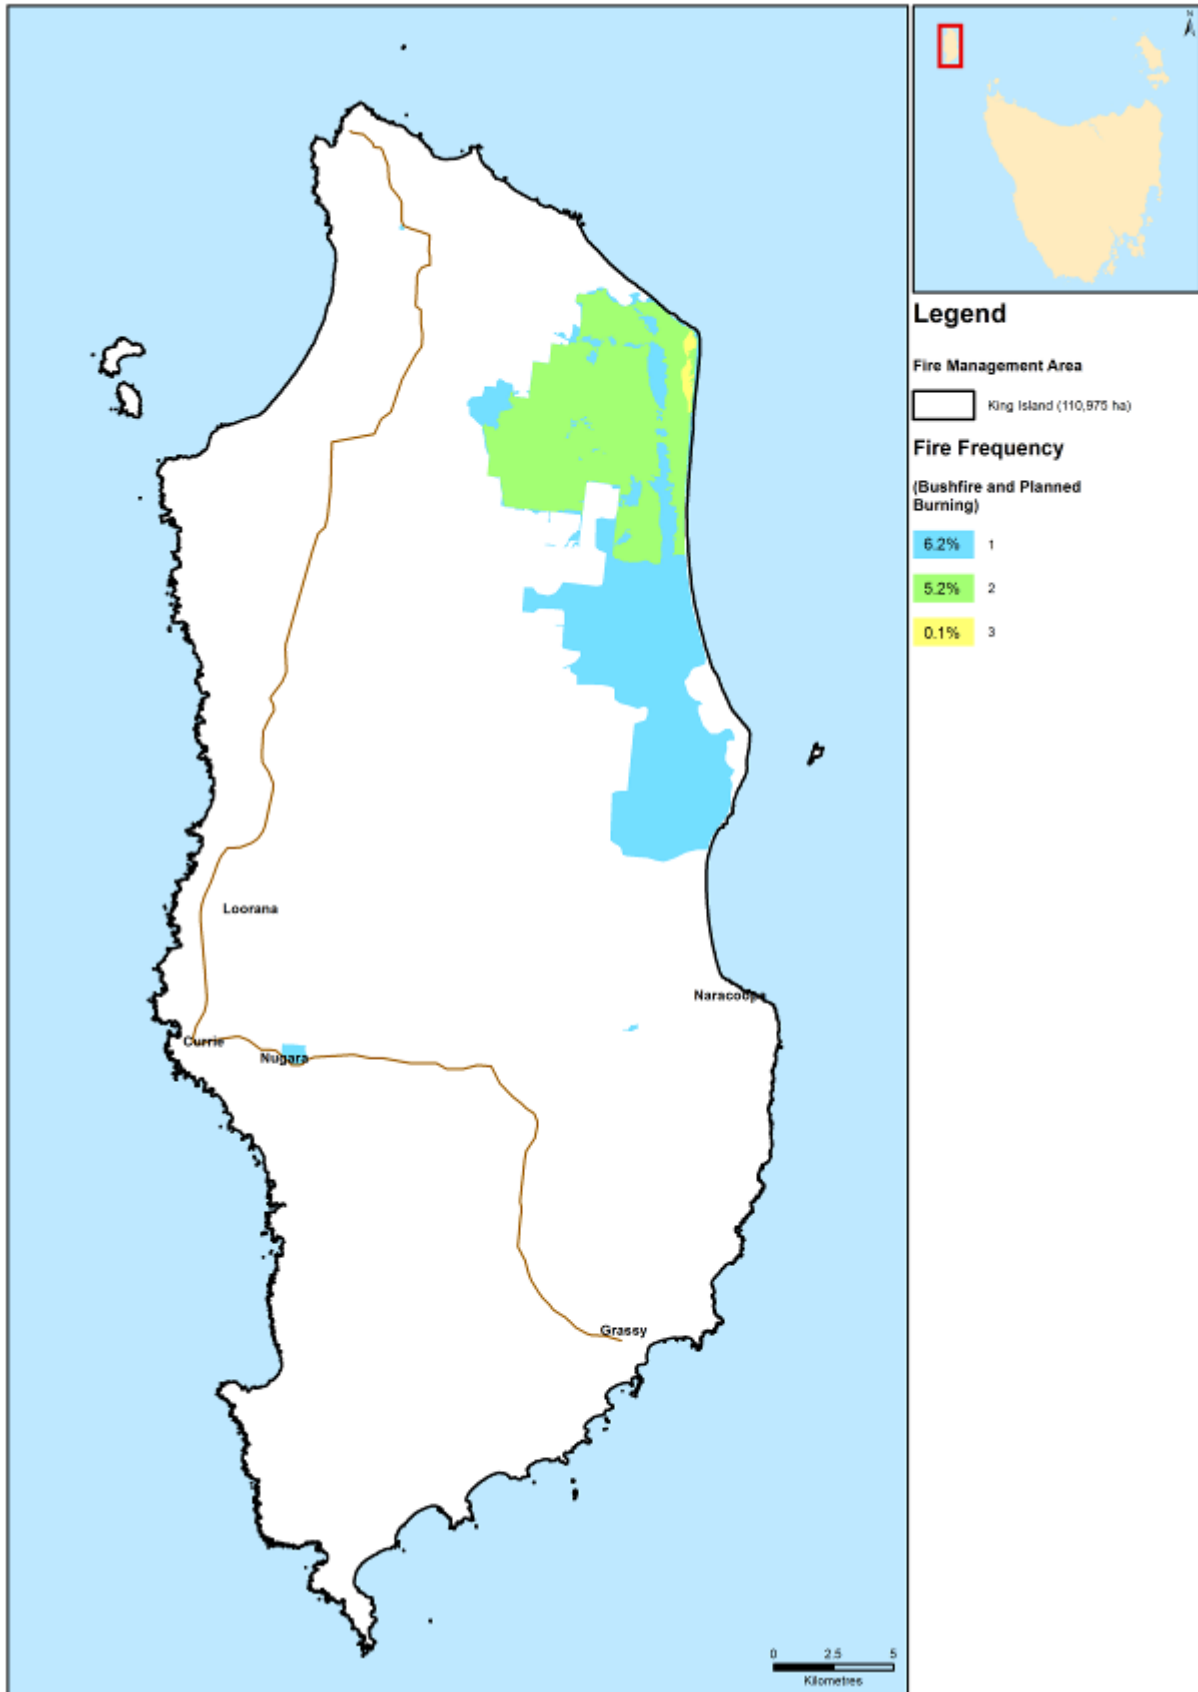 N
Legend
Fire Management Area
King Island (110,975 ha)
Fire Frequency
(Bushfire and Planned
Burning)
6.2% 1
5.2% 2
0.1% 3
Loorana
Naracoopa
Currie
Nugara
Grassy
0 2.5 5
Kilometres